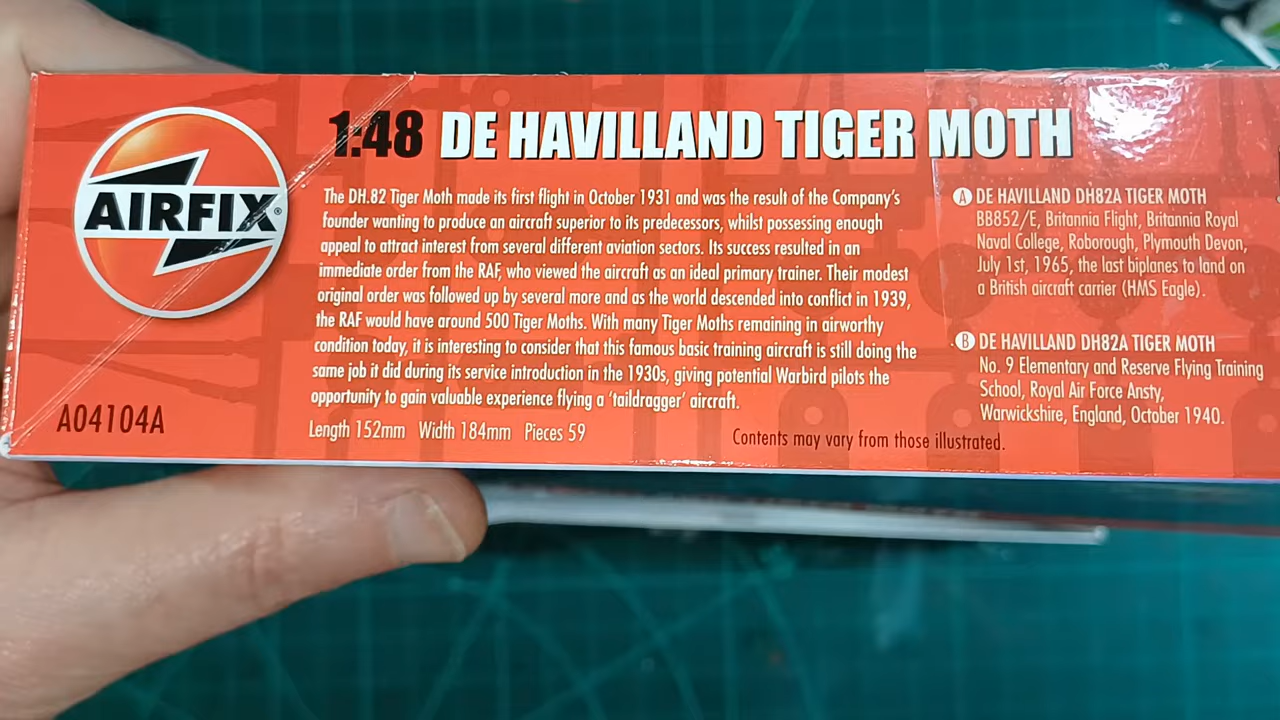 AIRFIX®
A04104A
1:48 DE HAVILLAND TIGER MOTH
The DH.82 Tiger Moth made its first flight in October 1931 and was the result of the Company's
founder wanting to produce an aircraft superior to its predecessors, whilst possessing enough
appeal to attract interest from several different aviation sectors. Its success resulted in an
immediate order from the RAF, who viewed the aircraft as an ideal primary trainer. Their modest
original order was followed up by several more and as the world descended into conflict in 1939,
the RAF would have around 500 Tiger Moths. With many Tiger Moths remaining in airworthy
condition today, it is interesting to consider that this famous basic training aircraft is still doing the
same job it did during its service introduction in the 1930s, giving potential Warbird pilots the
opportunity to gain valuable experience flying a 'taildragger' aircraft.
Length 152mm Width 184mm Pieces 59
Contents may vary from those illustrated.
A DE HAVILLAND DH82A TIGER MOTH
BB852/E, Britannia Flight, Britannia Royal
Naval College, Roborough, Plymouth Devon,
July 1st, 1965, the last biplanes to land on
a British aircraft carrier (HMS Eagle).
B DE HAVILLAND DH82A TIGER MOTH
No. 9 Elementary and Reserve Flying Training
School, Royal Air Force Ansty,
Warwickshire, England, October 1940.